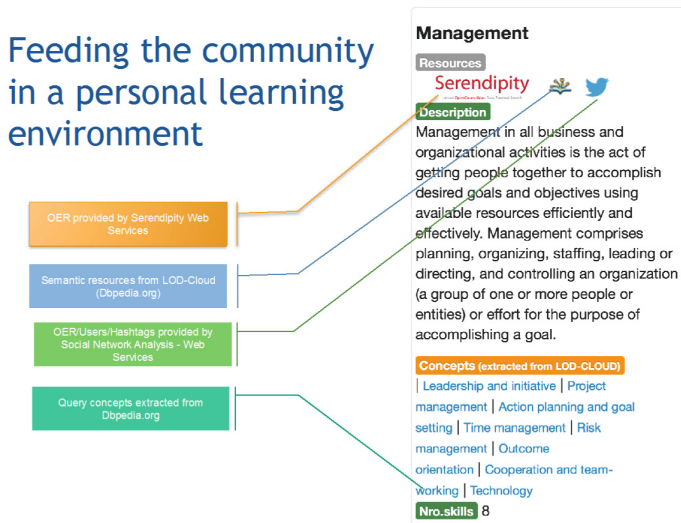 Feeding the community
in a personal learning
environment
OER provided by Serendipity Web
Services
Semantic resources from LOD-Cloud
(Dbpedia.org)
OER/Users/Hashtags provided by
Social Network Analysis - Web
Services
Query concepts extracted from
Dbpedia.org
Management
Resources
Serendipity
Description
Management in all business and
organizational activities is the act of
getting people together to accomplish
desired goals and objectives using
available resources efficiently and
effectively. Management comprises
planning, organizing, staffing, leading or
directing, and controlling an organization
(a group of one or more people or
entities) or effort for the purpose of
accomplishing a goal.
Concepts (extracted from LOD-CLOUD)
| Leadership and initiative | Project
management | Action planning and goal
setting | Time management | Risk
management | Outcome
orientation | Cooperation and team-
working | Technology
Nro.skills 8